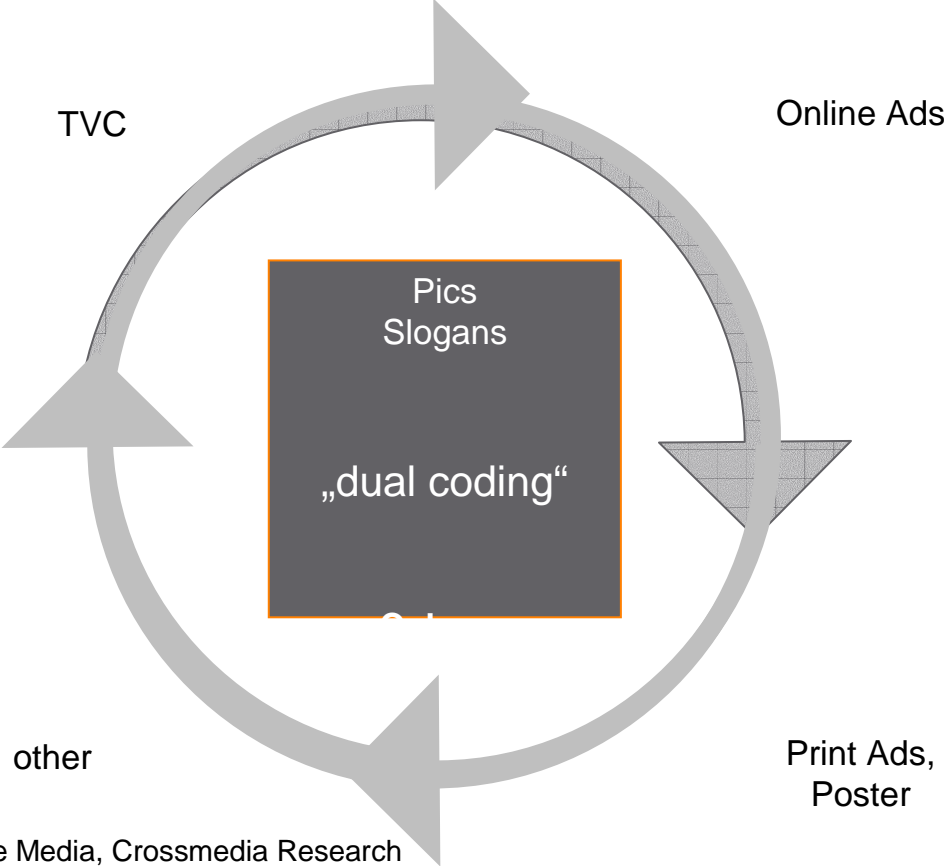 TVC
Online Ads
Pics
Slogans
„dual coding“
other
Print Ads,
Poster
Media, Crossmedia Research